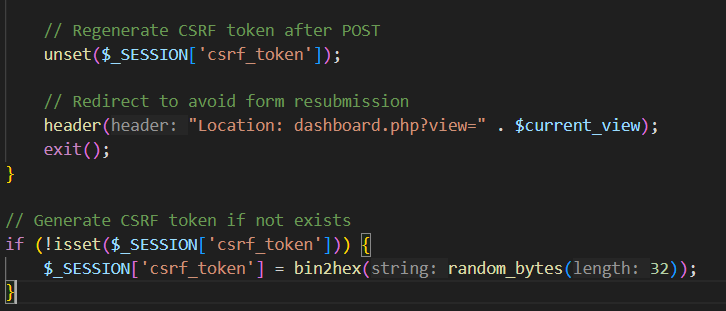 // Regenerate CSRF token after POST
unset($_SESSION['csrf_token']);
// Redirect to avoid form resubmission
header(header: "Location: dashboard.php?view=" . $current_view);
exit();
}
// Generate CSRF token if not exists
if (!isset($_SESSION['csrf_token'])) {
$_SESSION['csrf_token'] = bin2hex(string: random_bytes(length: 32));
}